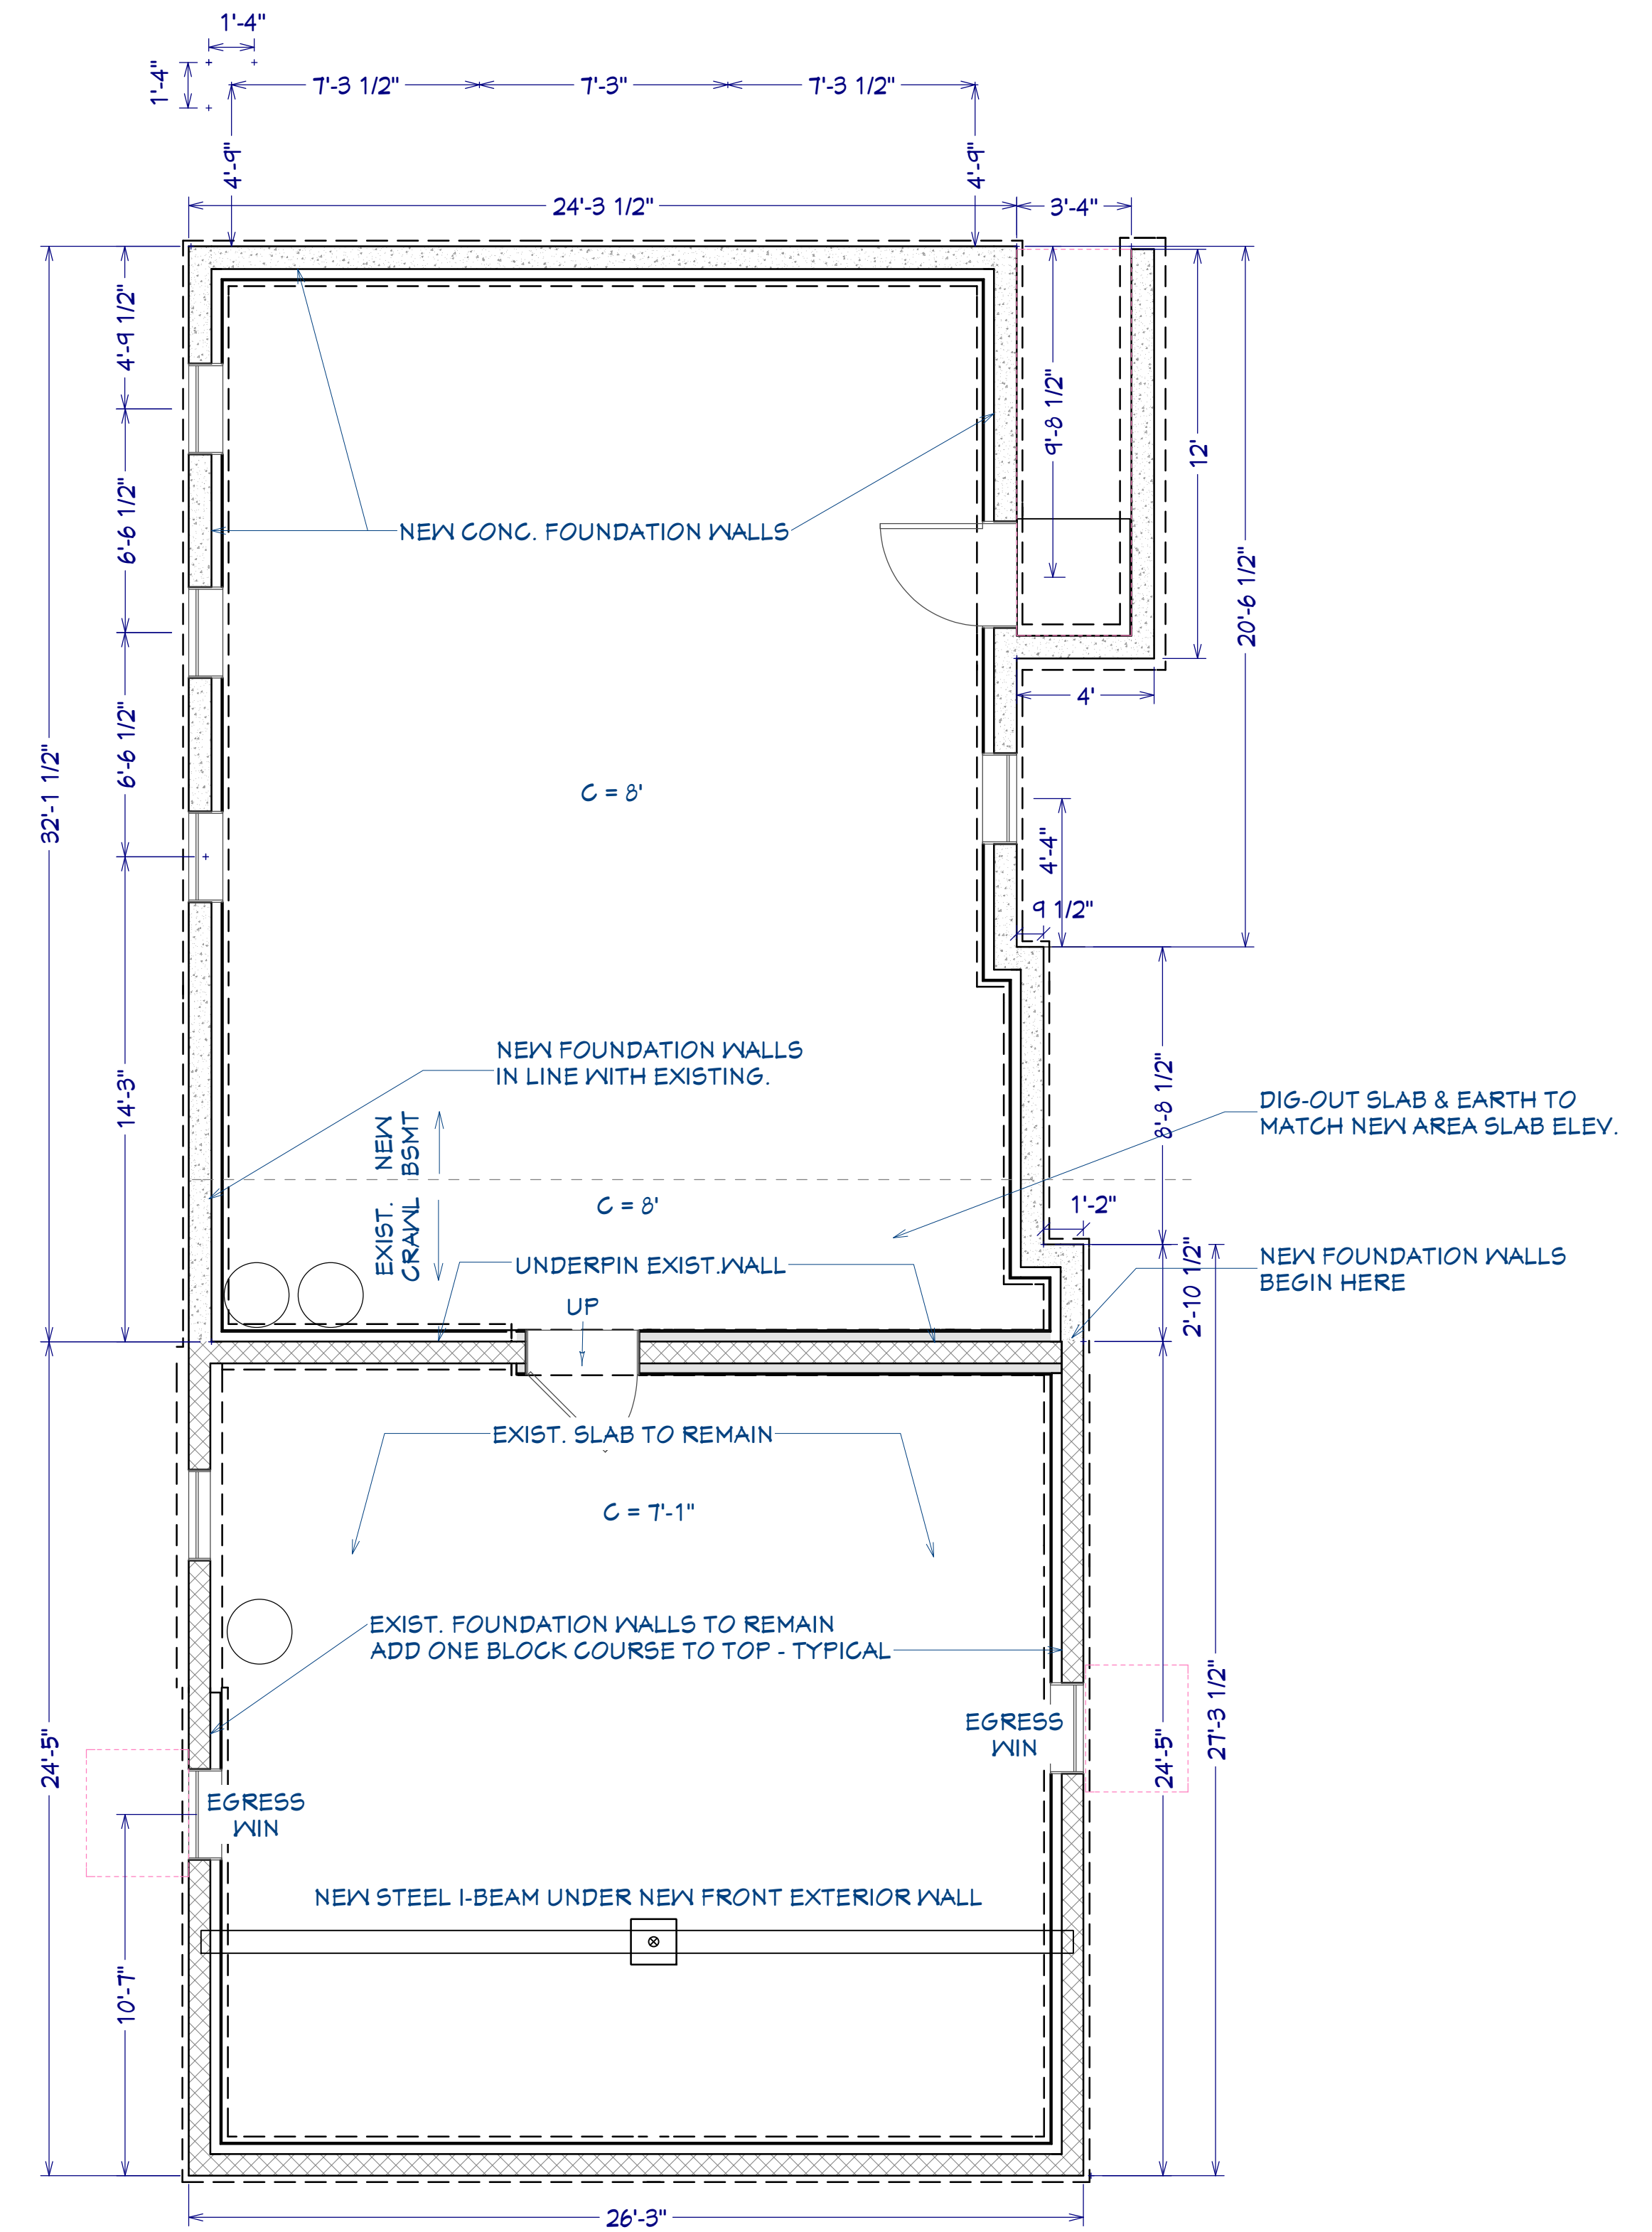 1'-4"
1'-4"
7'-3 1/2"
7'-3"
7'-3 1/2"
4'-9"
4'-9"
24'-3 1/2"
3'-4"
4'-9 1/2"
9'-8 1/2"
12'
6'-6 1/2"
NEW CONC. FOUNDATION WALLS
20'-6 1/2"
4'
6'-6 1/2"
32'-1 1/2"
C = 8'
4'-4"
9 1/2"
NEW FOUNDATION WALLS
IN LINE WITH EXISTING.
14'-3"
NEW
BSMT
8'-8 1/2"
DIG-OUT SLAB & EARTH TO
MATCH NEW AREA SLAB ELEV.
EXIST.
CRAWL
C = 8'
1'-2"
UNDERPIN EXIST.WALL
2'-10 1/2"
NEW FOUNDATION WALLS
BEGIN HERE
UP
EXIST. SLAB TO REMAIN
C = 7'-1"
EXIST. FOUNDATION WALLS TO REMAIN
ADD ONE BLOCK COURSE TO TOP - TYPICAL
EGRESS
WIN
24'-5"
24'-5"
27'-3 1/2"
EGRESS
WIN
NEW STEEL I-BEAM UNDER NEW FRONT EXTERIOR WALL
10'-7"
26'-3"